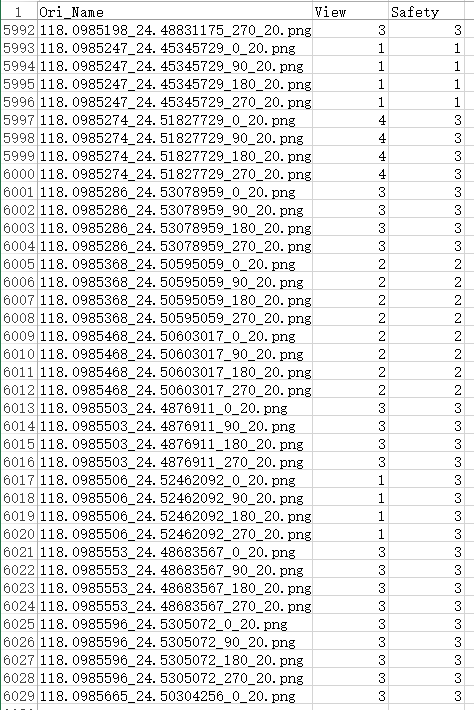 1 Ori_Name View Safety
5992 118.0985198_24.48831175_270_20.png 3 3
5993 118.0985247_24.45345729_0_20.png 1 1
5994 118.0985247_24.45345729_90_20.png 1 1
5995 118.0985247_24.45345729_180_20.png 1 1
5996 118.0985247_24.45345729_270_20.png 1 1
5997 118.0985274_24.51827729_0_20.png 4 3
5998 118.0985274_24.51827729_90_20.png 4 3
5999 118.0985274_24.51827729_180_20.png 4 3
6000 118.0985274_24.51827729_270_20.png 4 3
6001 118.0985286_24.53078959_0_20.png 3 3
6002 118.0985286_24.53078959_90_20.png 3 3
6003 118.0985286_24.53078959_180_20.png 3 3
6004 118.0985286_24.53078959_270_20.png 3 3
6005 118.0985368_24.50595059_0_20.png 2 2
6006 118.0985368_24.50595059_90_20.png 2 2
6007 118.0985368_24.50595059_180_20.png 2 2
6008 118.0985368_24.50595059_270_20.png 2 2
6009 118.0985468_24.50603017_0_20.png 2 2
6010 118.0985468_24.50603017_90_20.png 2 2
6011 118.0985468_24.50603017_180_20.png 2 2
6012 118.0985468_24.50603017_270_20.png 2 2
6013 118.0985503_24.4876911_0_20.png 3 3
6014 118.0985503_24.4876911_90_20.png 3 3
6015 118.0985503_24.4876911_180_20.png 3 3
6016 118.0985503_24.4876911_270_20.png 3 3
6017 118.0985506_24.52462092_0_20.png 1 3
6018 118.0985506_24.52462092_90_20.png 1 3
6019 118.0985506_24.52462092_180_20.png 1 3
6020 118.0985506_24.52462092_270_20.png 1 3
6021 118.0985553_24.48683567_0_20.png 3 3
6022 118.0985553_24.48683567_90_20.png 3 3
6023 118.0985553_24.48683567_180_20.png 3 3
6024 118.0985553_24.48683567_270_20.png 3 3
6025 118.0985596_24.5305072_0_20.png 3 3
6026 118.0985596_24.5305072_90_20.png 3 3
6027 118.0985596_24.5305072_180_20.png 3 3
6028 118.0985596_24.5305072_270_20.png 3 3
6029 118.0985665_24.50304256_0_20.png 3 3